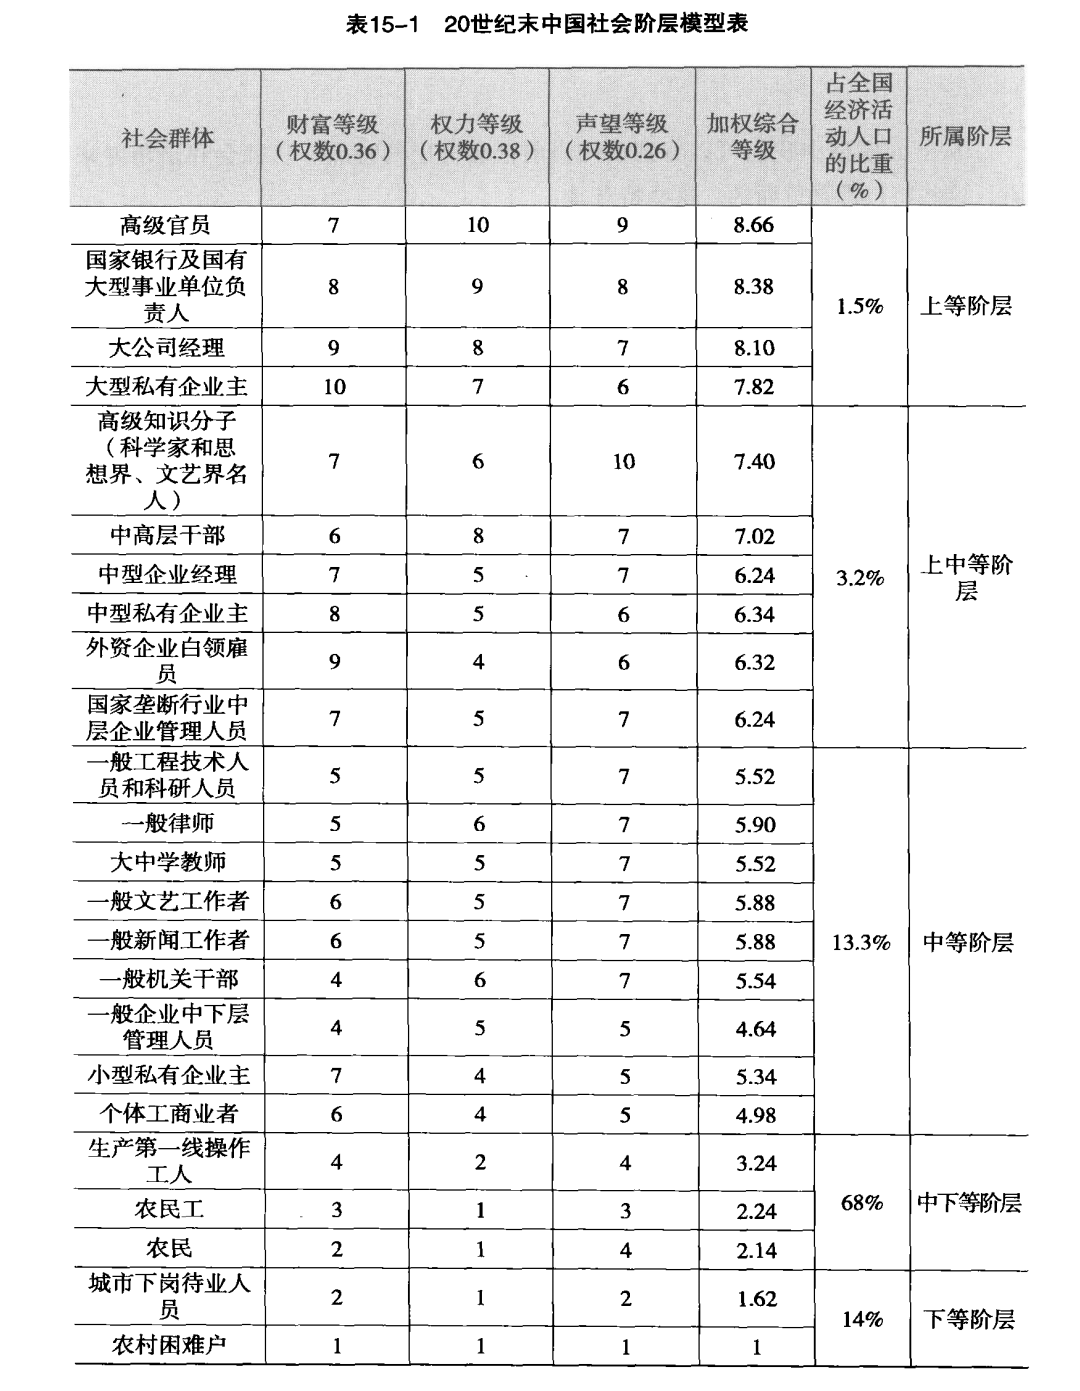 表15-1 20世纪末中国社会阶层模型表
社会群体 财富等级（权数0.36） 权力等级（权数0.38） 声望等级（权数0.26） 加权综合等级 占全国经济活动人口的比重（%） 所属阶层
高级官员 7 10 9 8.66 1.5% 上等阶层
国家银行及国有大型事业单位负责人 8 9 8 8.38
大公司经理 9 8 7 8.10
大型私有企业主 10 7 6 7.82
高级知识分子（科学家和思想界、文艺界名人） 7 6 10 7.40 3.2% 上中等阶层
中高层干部 6 8 7 7.02
中型企业经理 7 5 7 6.24
中型私有企业主 8 5 6 6.34
外资企业白领雇员 9 4 6 6.32
国家垄断行业中层企业管理人员 7 5 7 6.24
一般工程技术人员和科研人员 5 5 7 5.52 13.3% 中等阶层
一般律师 5 6 7 5.90
大中学教师 5 5 7 5.52
一般文艺工作者 6 5 7 5.88
一般新闻工作者 6 5 7 5.88
一般机关干部 4 6 7 5.54
一般企业中下层管理人员 4 5 5 4.64
小型私有企业主 7 4 5 5.34
个体工商业者 6 4 5 4.98
生产第一线操作工人 4 2 4 3.24 68% 中下等阶层
农民工 3 1 3 2.24
农民 2 1 4 2.14
城市下岗待业人员 2 1 2 1.62 14% 下等阶层
农村困难户 1 1 1 1